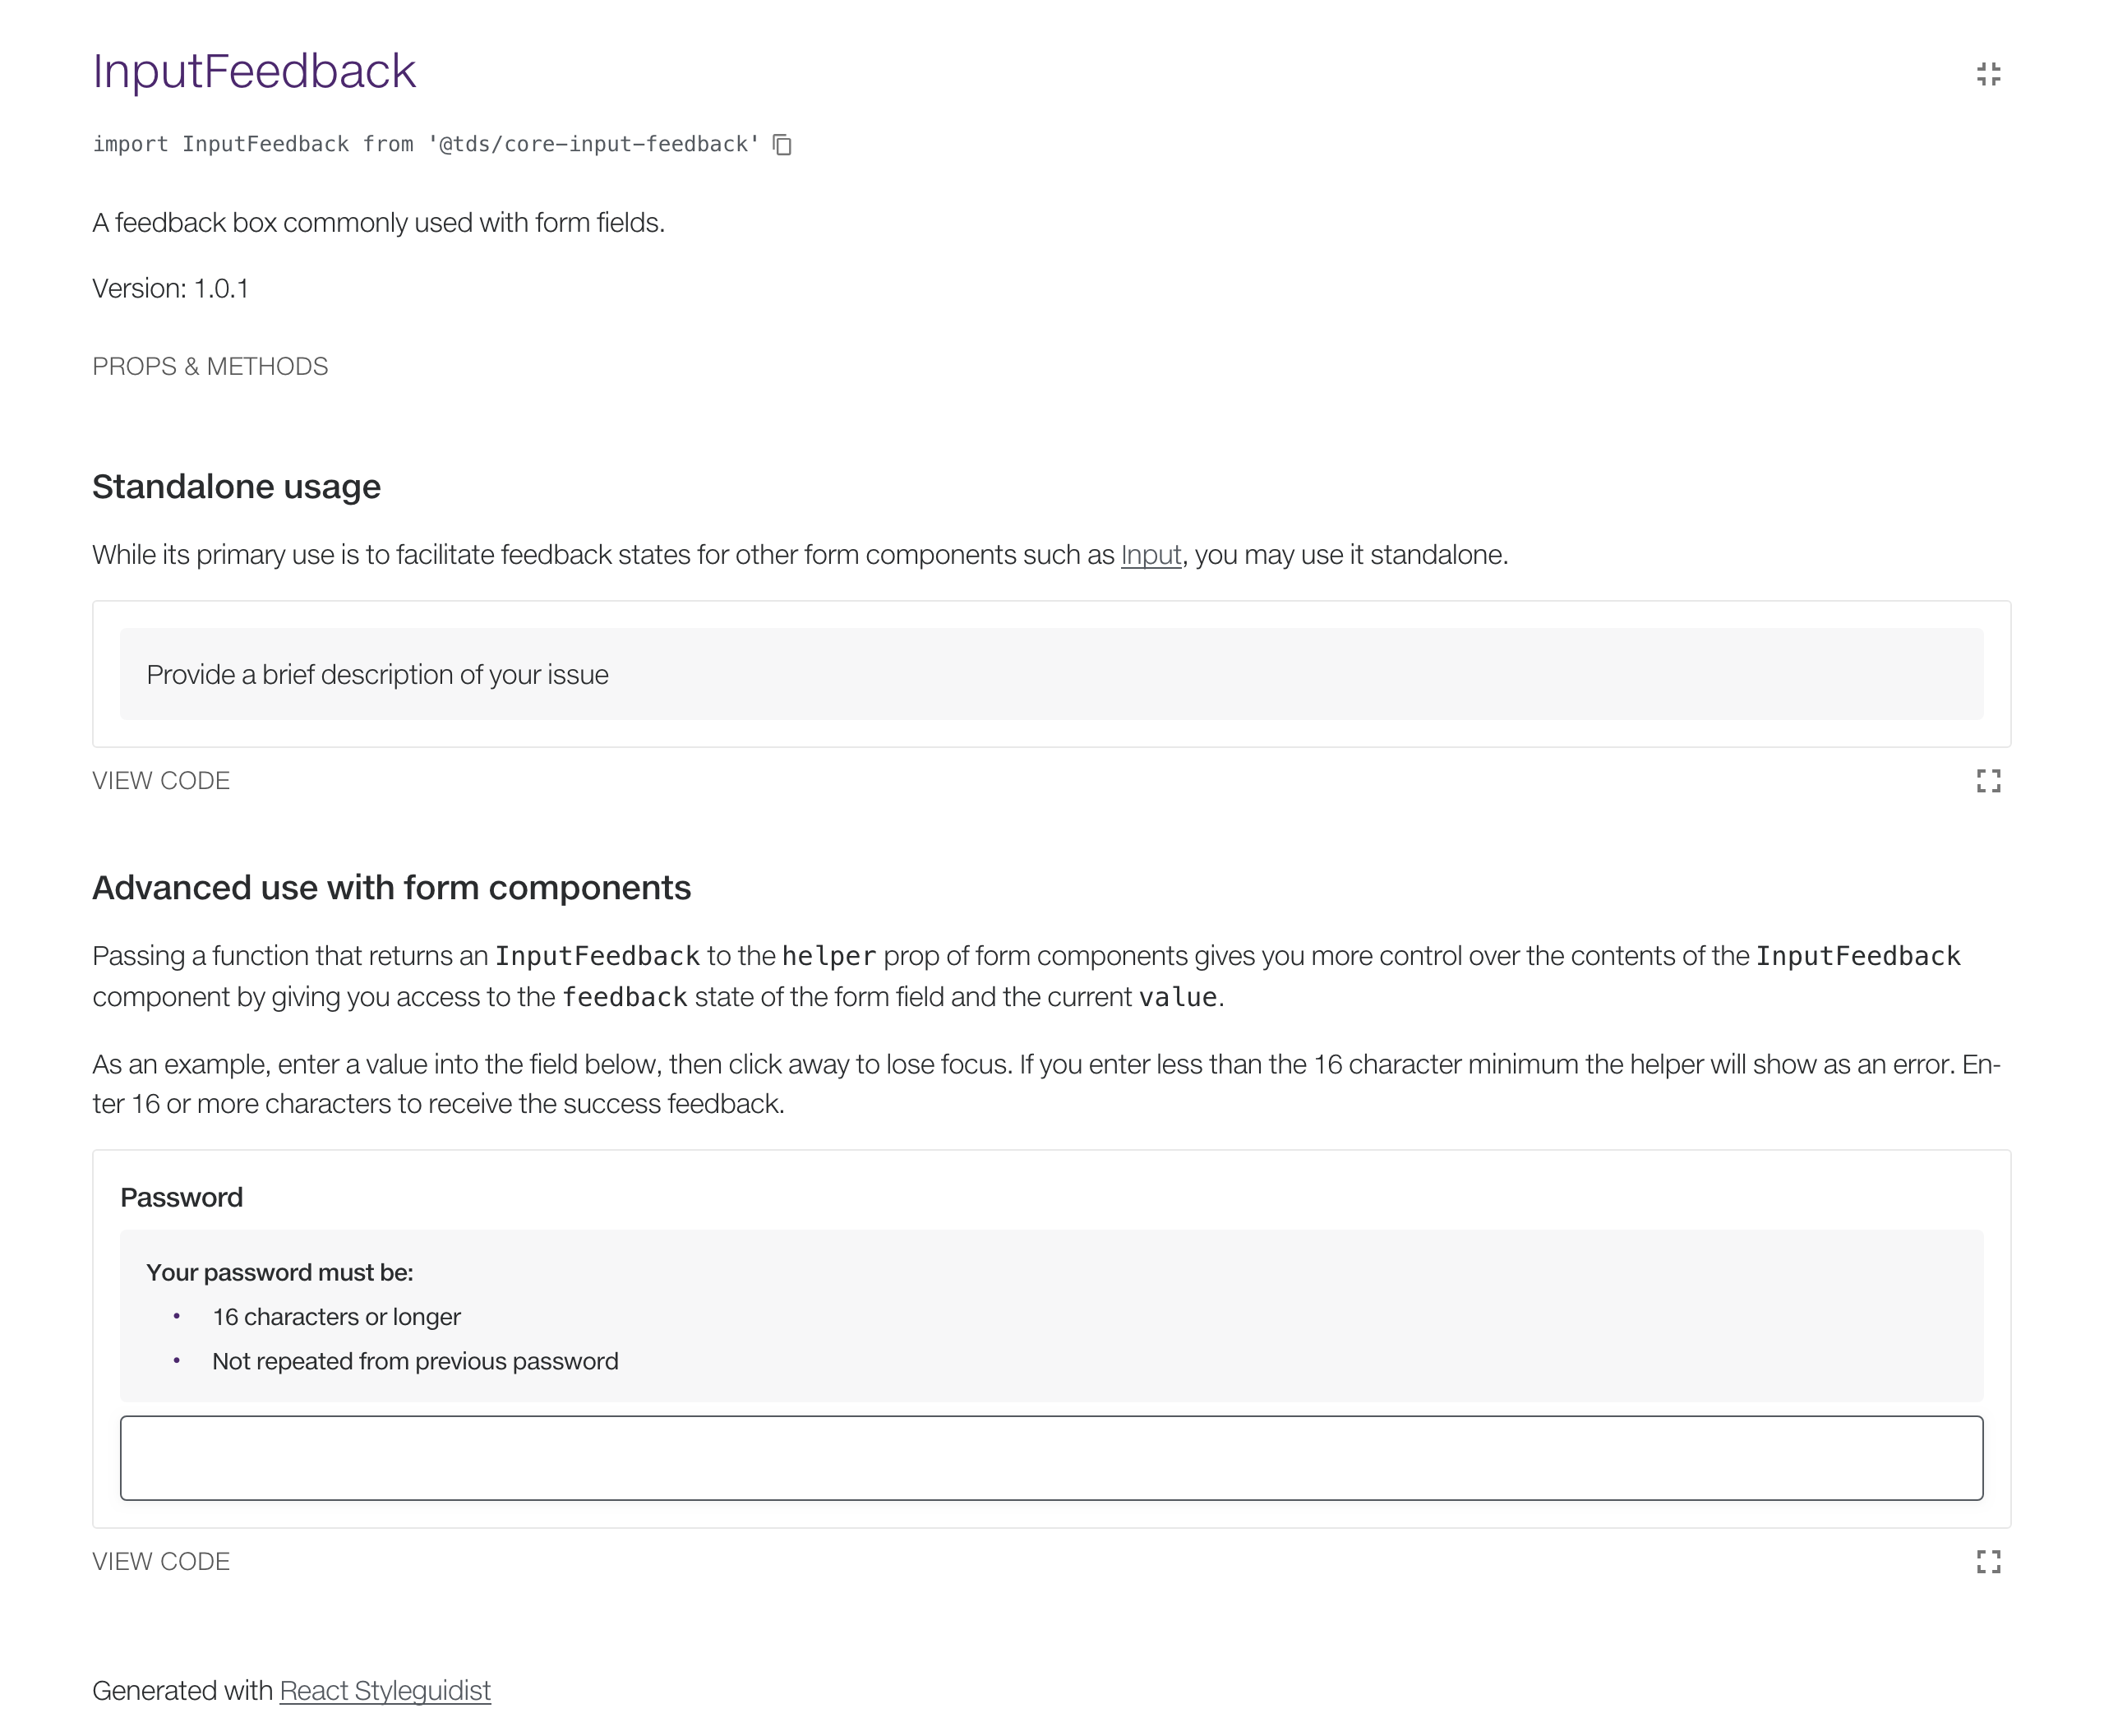 InputFeedback
import InputFeedback from '@tds/core-input-feedback'
A feedback box commonly used with form fields.
Version: 1.0.1
PROPS & METHODS
Standalone usage
While its primary use is to facilitate feedback states for other form components such as Input, you may use it standalone.
Provide a brief description of your issue
VIEW CODE
Advanced use with form components
Passing a function that returns an InputFeedback to the helper prop of form components gives you more control over the contents of the InputFeedback
component by giving you access to the feedback state of the form field and the current value.
As an example, enter a value into the field below, then click away to lose focus. If you enter less than the 16 character minimum the helper will show as an error. En-
ter 16 or more characters to receive the success feedback.
Password
Your password must be:
• 16 characters or longer
• Not repeated from previous password
VIEW CODE
Generated with React Styleguidist